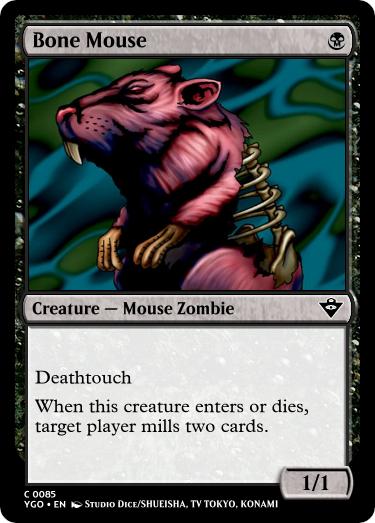 Bone Mouse
Creature — Mouse Zombie
Deathtouch
When this creature enters or dies,
target player mills two cards.
1/1
C 0085
YGO • EN Studio Dice/SHUEISHA, TV TOKYO, KONAMI